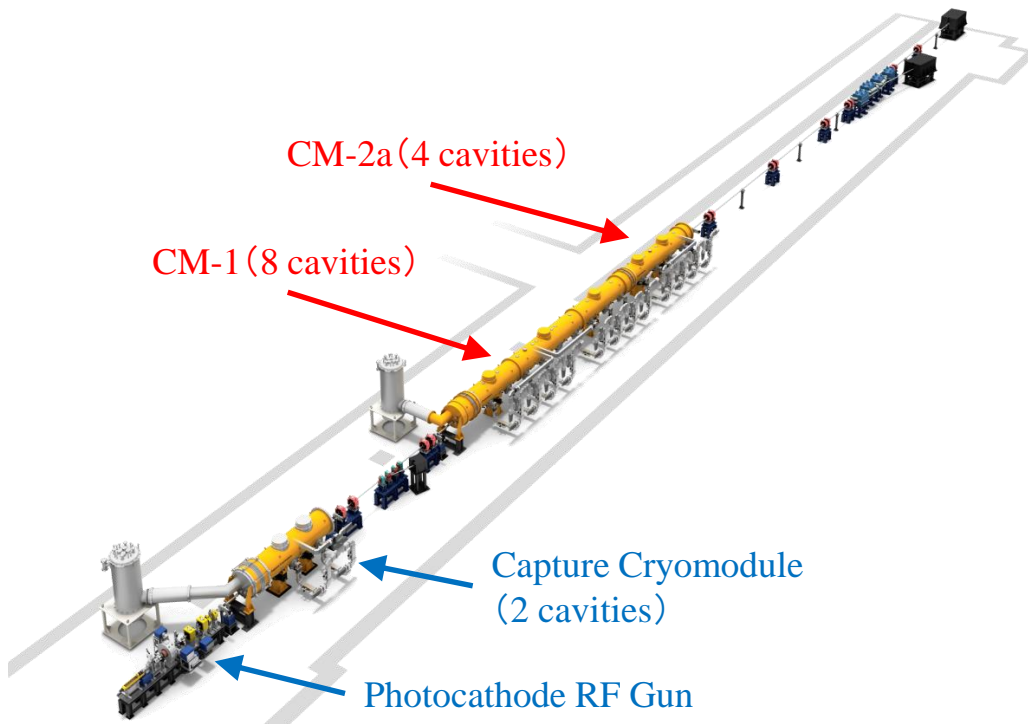 CM-2a（4 cavities）
CM-1（8 cavities）
Capture Cryomodule
（2 cavities）
Photocathode RF Gun